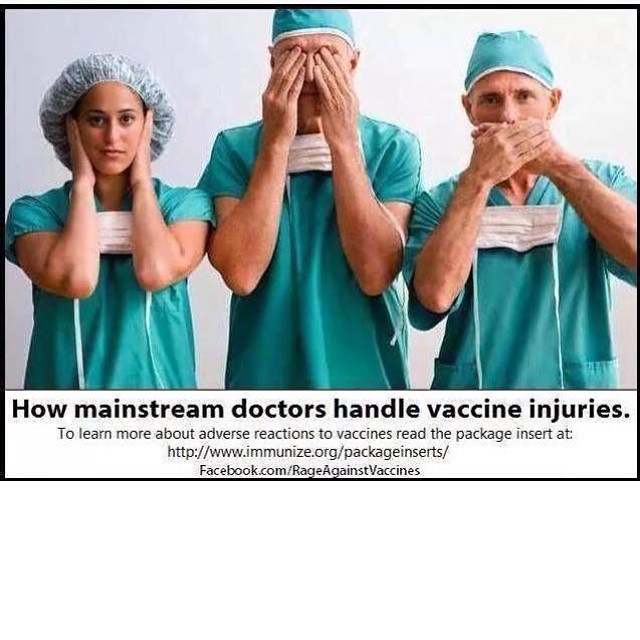 How mainstream doctors handle vaccine injuries.
To learn more about adverse reactions to vaccines read the package insert at:
http://www.immunize.org/packageinserts/
Facebook.com/RageAgainstVaccines